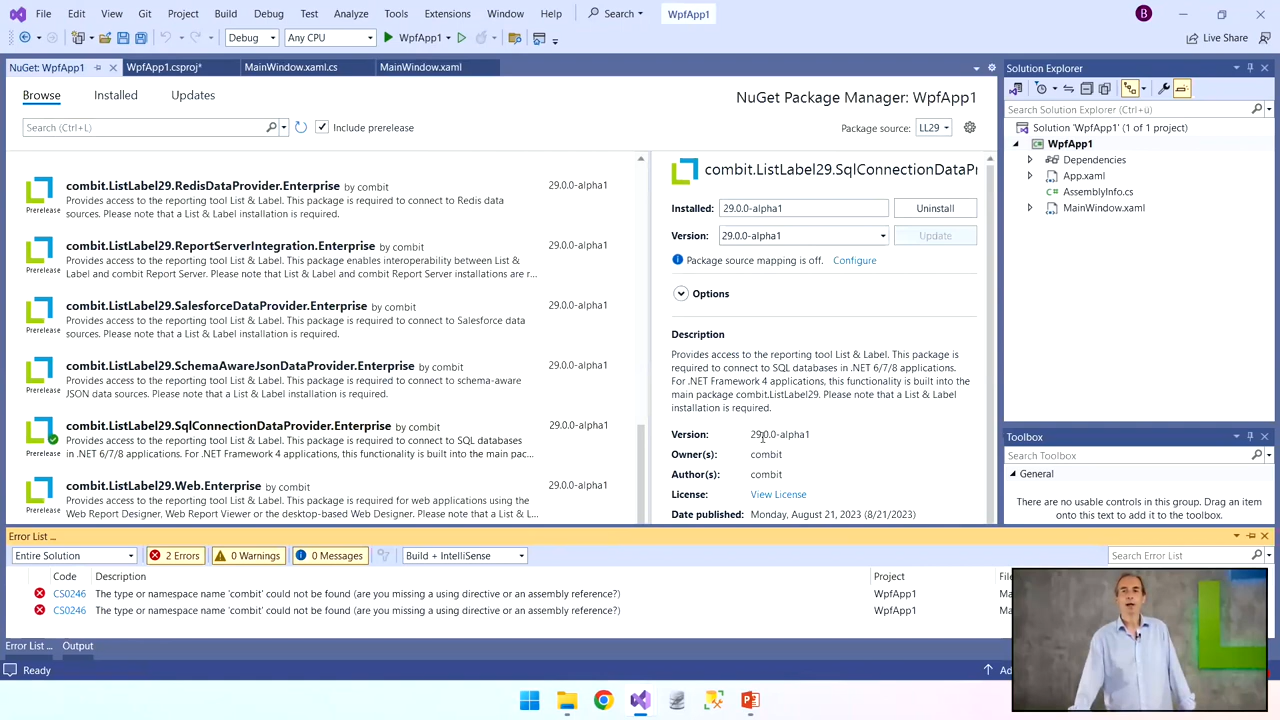 File Edit View Git Project Build Debug Test Analyze Tools Extensions Window Help Search WpfApp1 B
Debug Any CPU WpfApp1 Live Share
NuGet: WpfApp1 WpfApp1.csproj* MainWindow.xaml.cs MainWindow.xaml
Browse Installed Updates
NuGet Package Manager: WpfApp1
Search (Ctrl+L) Include prerelease
Package source: LL29
combit.ListLabel29.RedisDataProvider.Enterprise by combit 29.0.0-alpha1
Provides access to the reporting tool List & Label. This package is required to connect to Redis data
sources. Please note that a List & Label installation is required.
Prerelease
combit.ListLabel29.ReportServerIntegration.Enterprise by combit 29.0.0-alpha1
Provides access to the reporting tool List & Label. This package enables interoperability between List &
Label and combit Report Server. Please note that List & Label and combit Report Server installations are r...
Prerelease
combit.ListLabel29.SalesforceDataProvider.Enterprise by combit 29.0.0-alpha1
Provides access to the reporting tool List & Label. This package is required to connect to Salesforce data
sources. Please note that a List & Label installation is required.
Prerelease
combit.ListLabel29.SchemaAwareJsonDataProvider.Enterprise by combit 29.0.0-alpha1
Provides access to the reporting tool List & Label. This package is required to connect to schema-aware
JSON data sources. Please note that a List & Label installation is required.
Prerelease
combit.ListLabel29.SqlConnectionDataProvider.Enterprise by combit 29.0.0-alpha1
Provides access to the reporting tool List & Label. This package is required to connect to SQL databases
in .NET 6/7/8 applications. For .NET Framework 4 applications, this functionality is built into the main pac...
Prerelease
combit.ListLabel29.Web.Enterprise by combit 29.0.0-alpha1
Provides access to the reporting tool List & Label. This package is required for web applications using the
Web Report Designer, Web Report Viewer or the desktop-based Web Designer. Please note that a List & L...
Prerelease
combit.ListLabel29.SqlConnectionDataPr
Installed: 29.0.0-alpha1 Uninstall
Version: 29.0.0-alpha1 Update
Package source mapping is off. Configure
Options
Description
Provides access to the reporting tool List & Label. This package is
required to connect to SQL databases in .NET 6/7/8 applications.
For .NET Framework 4 applications, this functionality is built into the
main package combit.ListLabel29. Please note that a List & Label
installation is required.
Version: 29.0.0-alpha1
Owner(s): combit
Author(s): combit
License: View License
Date published: Monday, August 21, 2023 (8/21/2023)
Solution Explorer
Search Solution Explorer (Ctrl+ü)
Solution 'WpfApp1' (1 of 1 project)
WpfApp1
Dependencies
App.xaml
AssemblyInfo.cs
MainWindow.xaml
Toolbox
Search Toolbox
General
There are no usable controls in this group. Drag an item
onto this text to add it to the toolbox.
Error List ...
Entire Solution 2 Errors 0 Warnings 0 Messages Build + IntelliSense Search Error List
Code Description Project Fil
CS0246 The type or namespace name 'combit' could not be found (are you missing a using directive or an assembly reference?) WpfApp1 Ma
CS0246 The type or namespace name 'combit' could not be found (are you missing a using directive or an assembly reference?) WpfApp1 Ma
Error List ... Output
Ready Ad